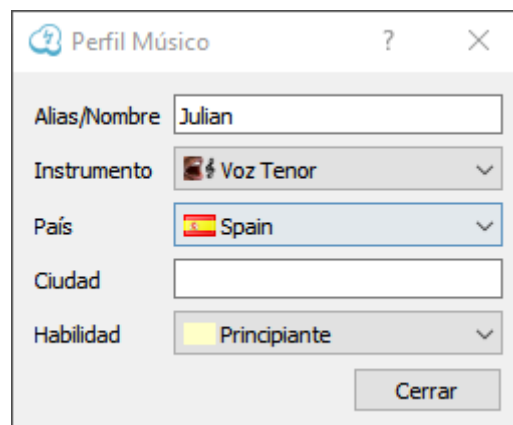 Perfil Músico
Alias/Nombre Julian
Instrumento Voz Tenor
País Spain
Ciudad
Habilidad Principiante
Cerrar